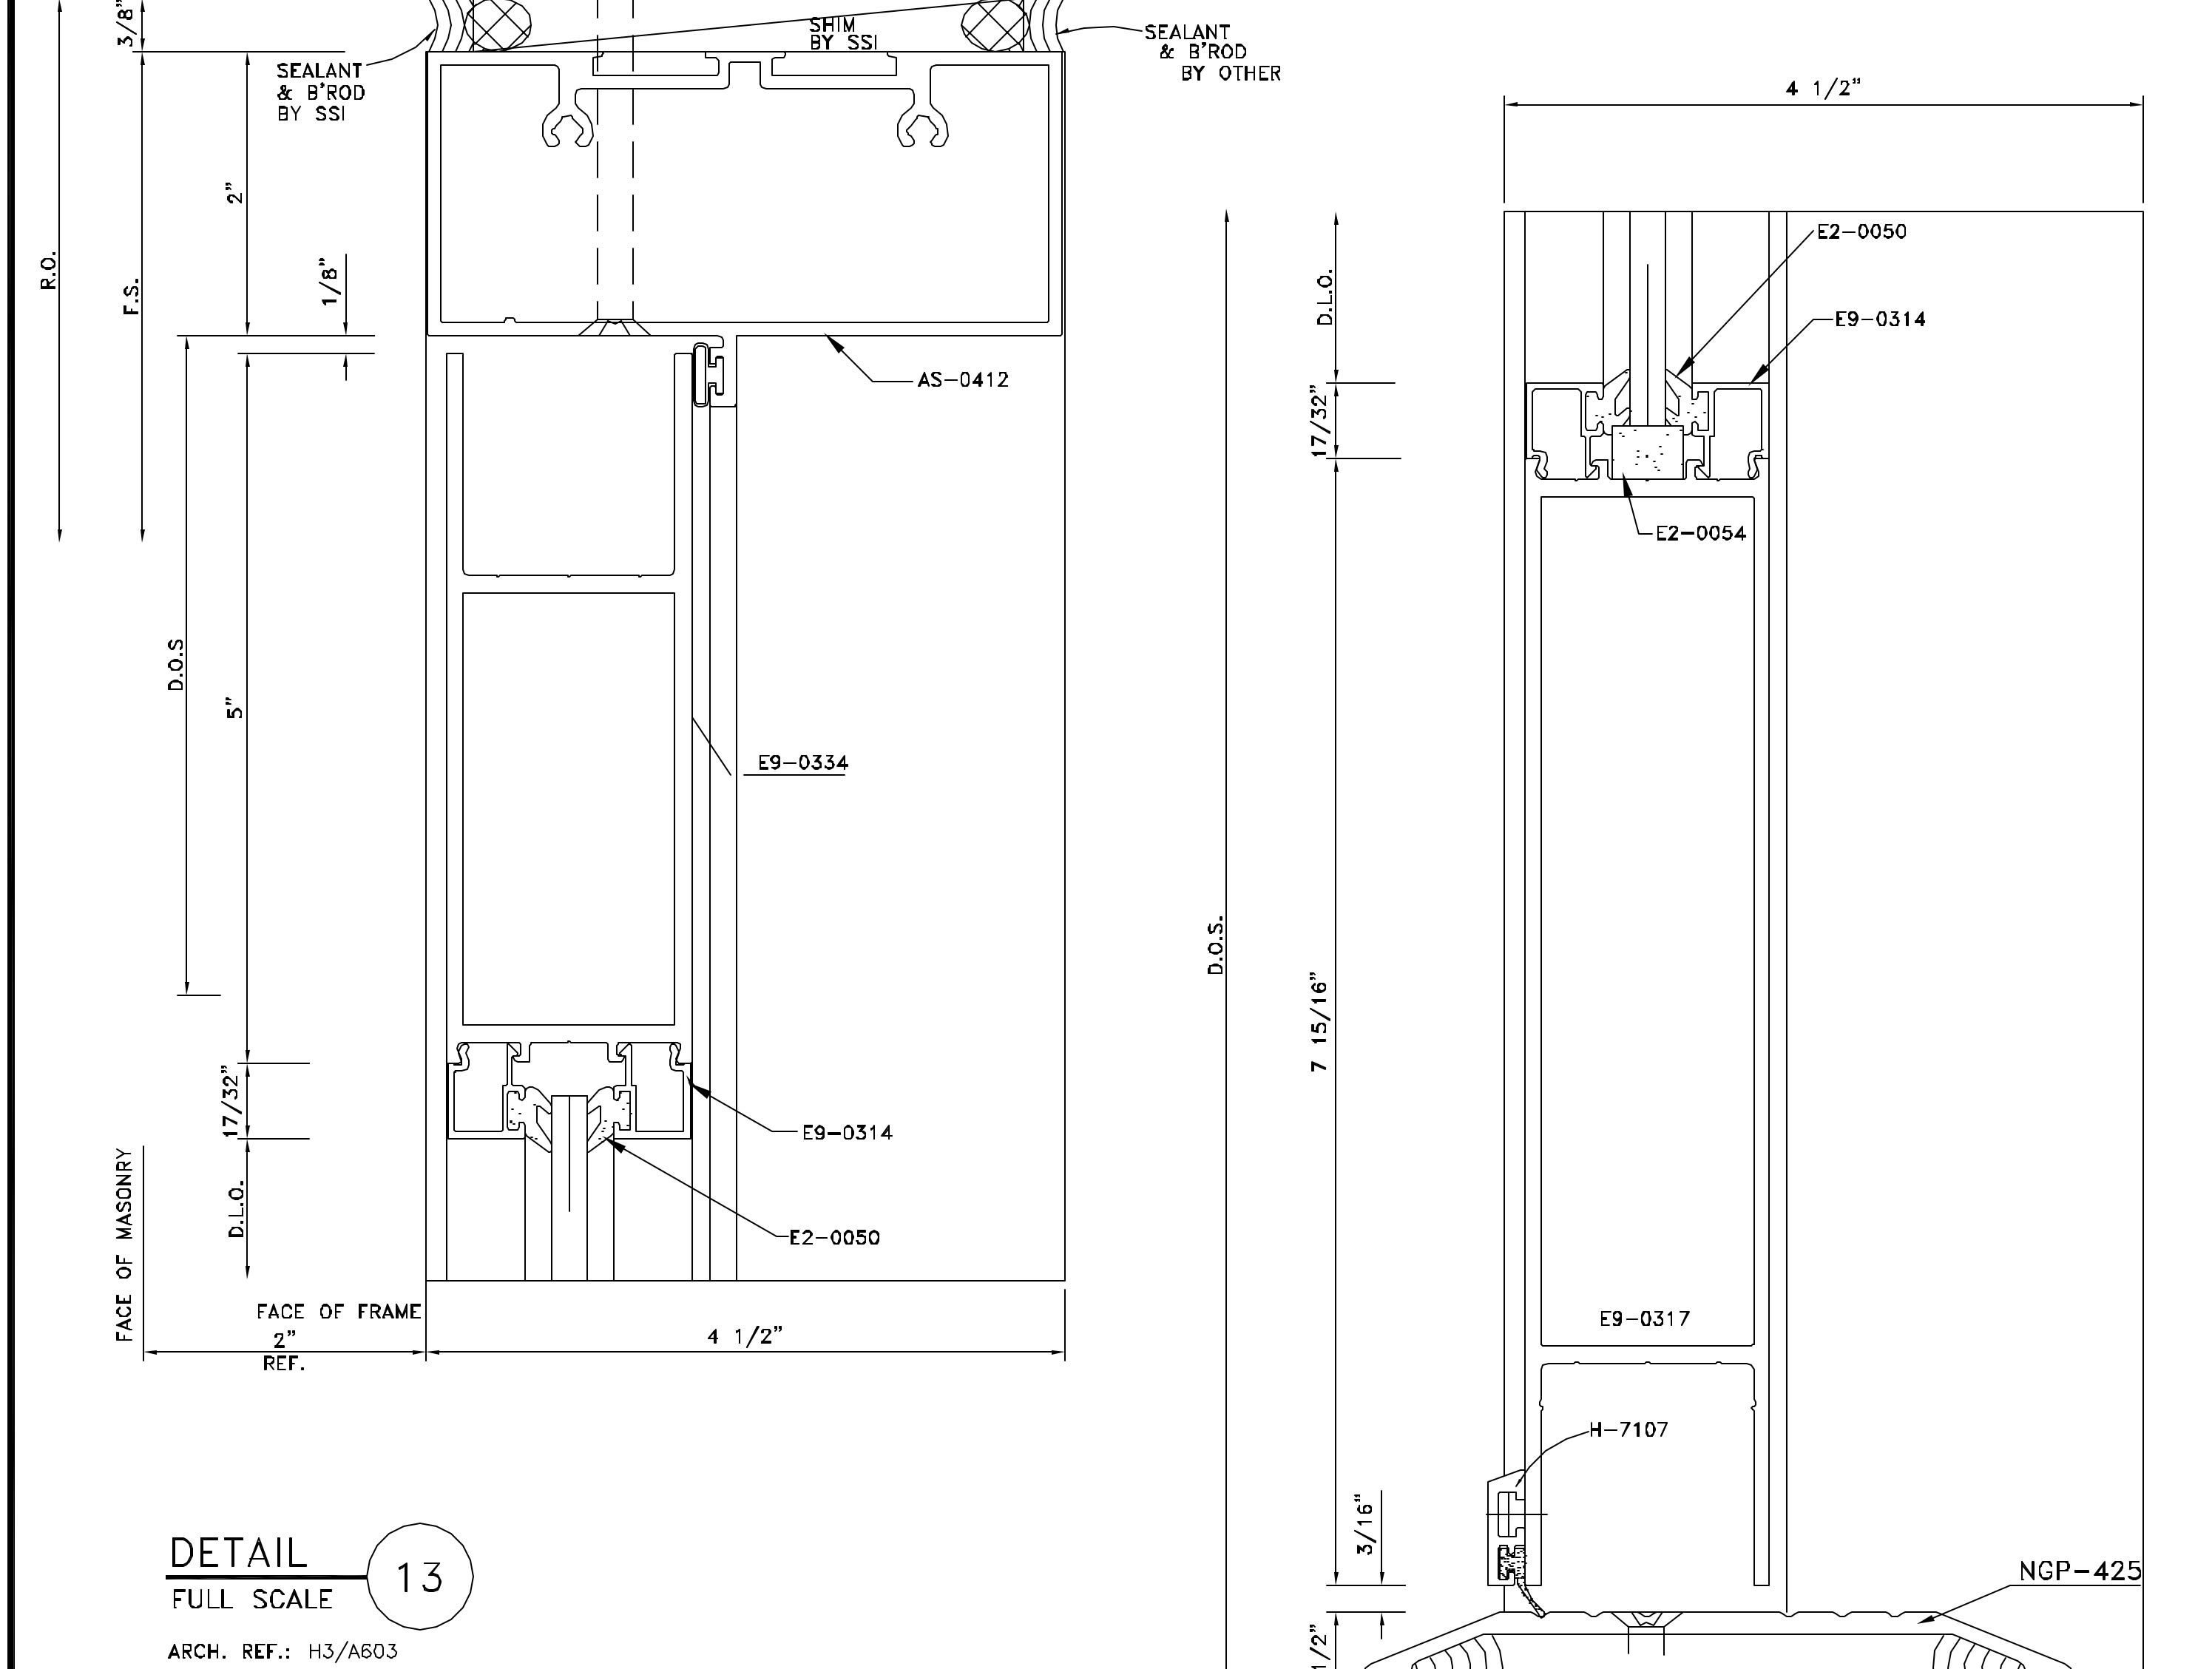 3/8"
SHIM
BY SSI
SEALANT
& B'ROD
BY SSI
SEALANT
& B'ROD
BY OTHER
R.O.
F.S.
2"
1/8"
AS-0412
D.O.S
5"
E9-0334
17/32"
E9-0314
D.L.O.
E2-0050
FACE OF MASONRY
FACE OF FRAME
2"
REF.
4 1/2"
DETAIL
13
FULL SCALE
ARCH. REF.: H3/A603
4 1/2"
D.L.O.
E2-0050
E9-0314
17/32"
E2-0054
D.O.S.
7 15/16"
E9-0317
H-7107
3/16"
NGP-425
1/2"